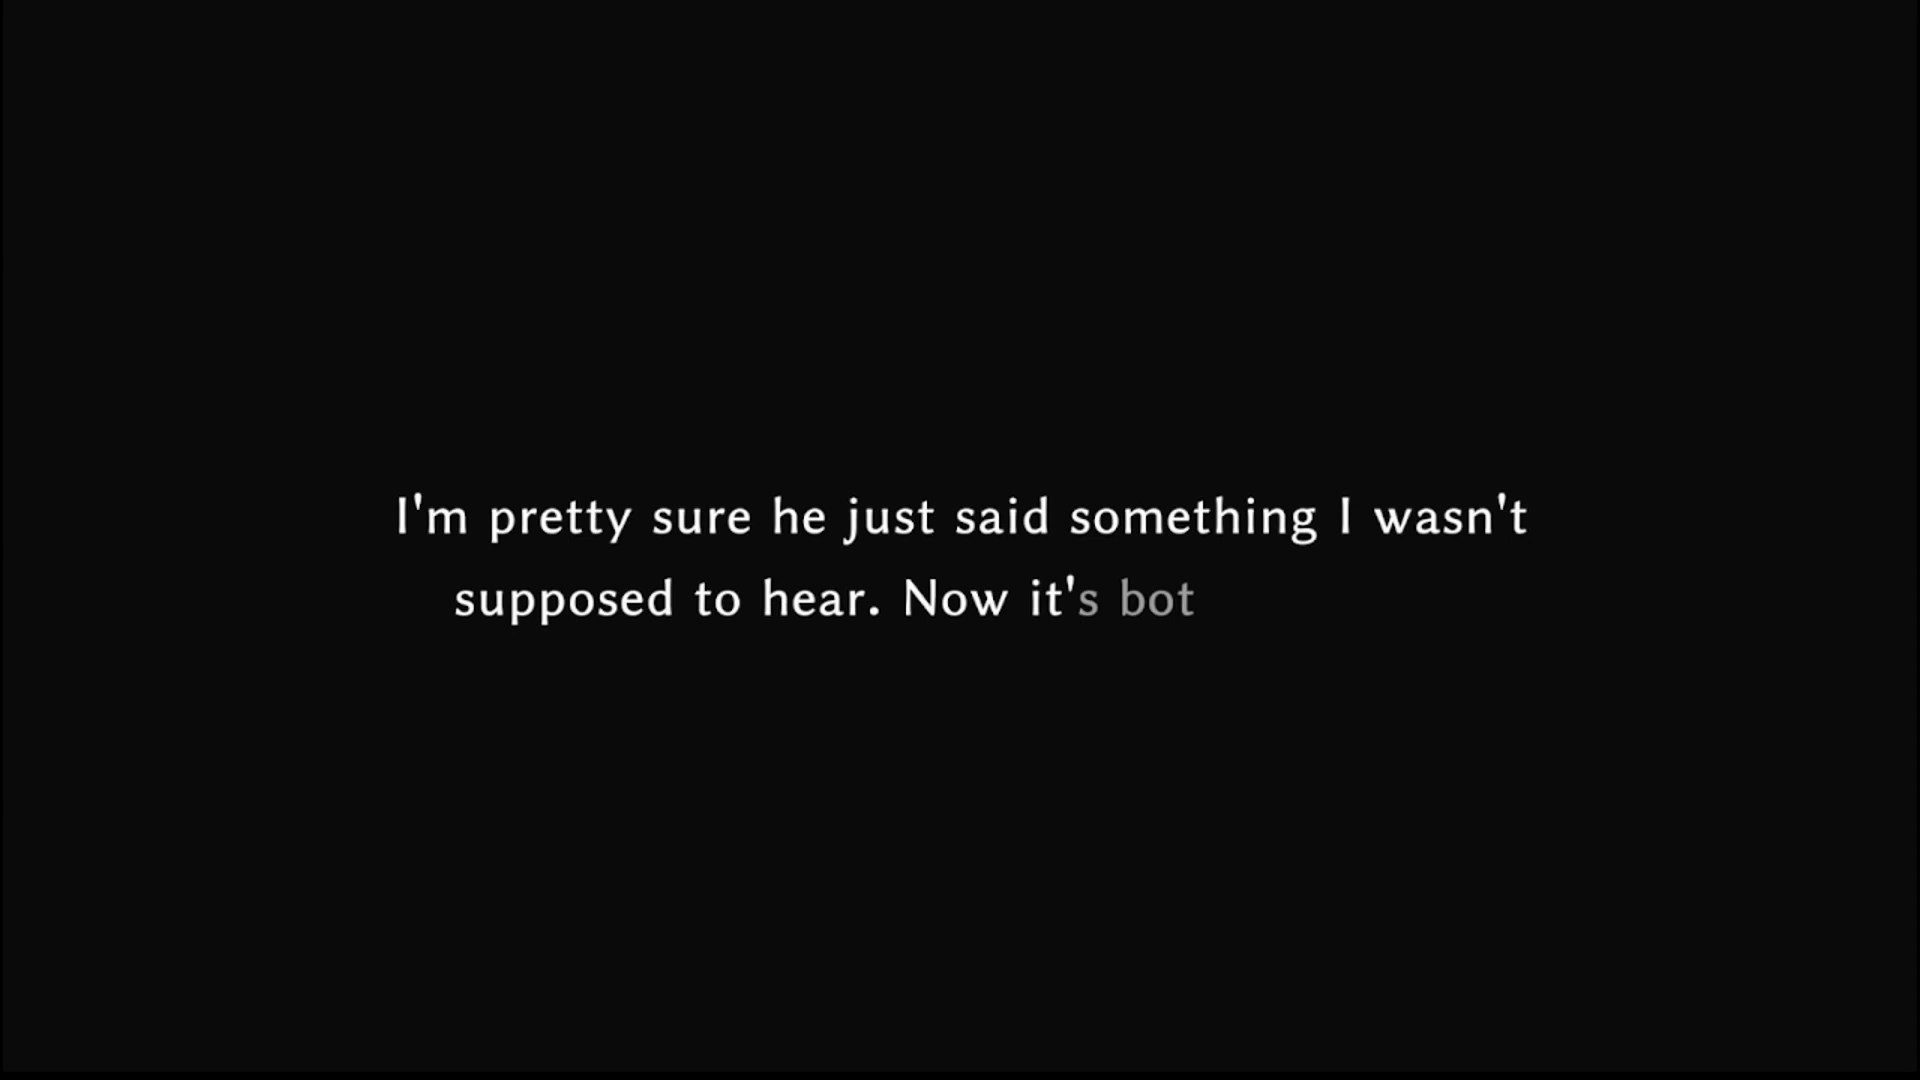 I'm pretty sure he just said something I wasn't
supposed to hear. Now it's bot